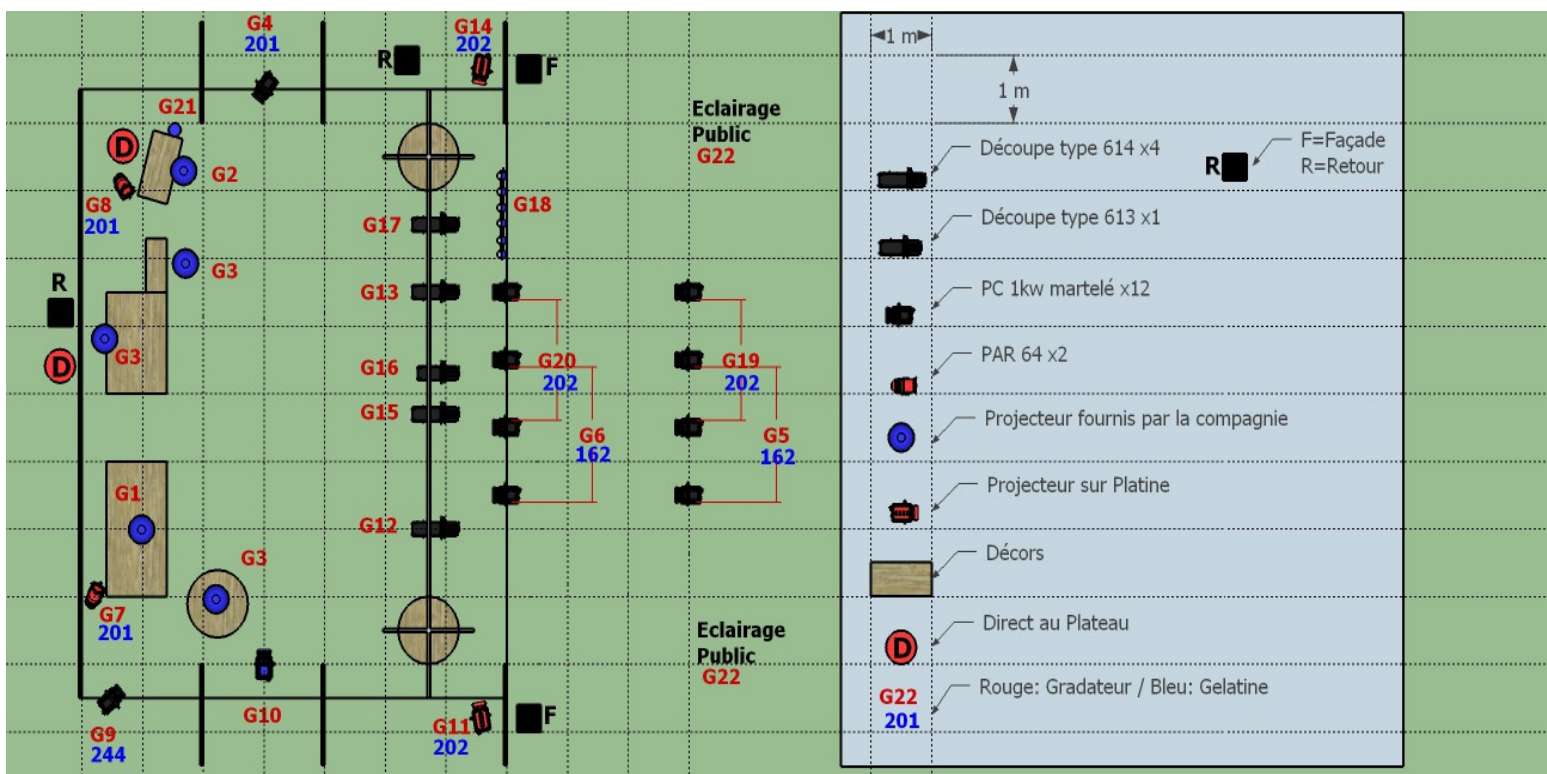 G4
201
G14
202
R
F
G21
D
G2
G8
201
G3
R
G3
D
G17
G18
G13
G16
G15
G20
202
G6
162
G19
202
G5
162
G1
G12
G3
G7
201
G9
244
G10
G11
202
F
Eclairage
Public
G22
Eclairage
Public
G22
1 m
1 m
Découpe type 614 x4
R
F=Façade
R=Retour
Découpe type 613 x1
PC 1kw martelé x12
PAR 64 x2
Projecteur fournis par la compagnie
Projecteur sur Platine
Décors
D
Direct au Plateau
G22
201
Rouge: Gradateur / Bleu: Gelatine